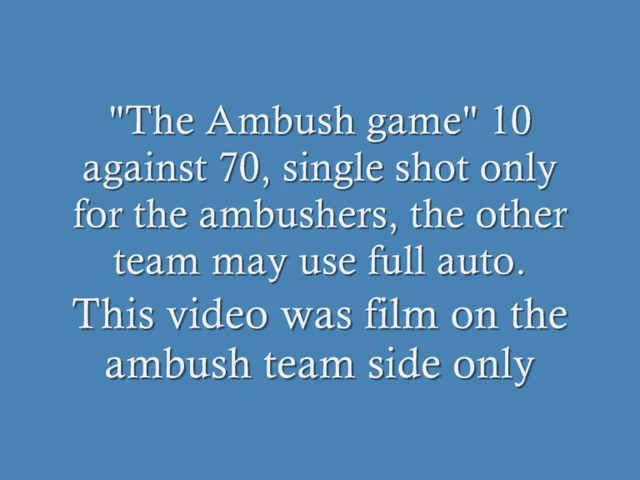 "The Ambush game" 10
against 70, single shot only
for the ambushers, the other
team may use full auto.
This video was film on the
ambush team side only